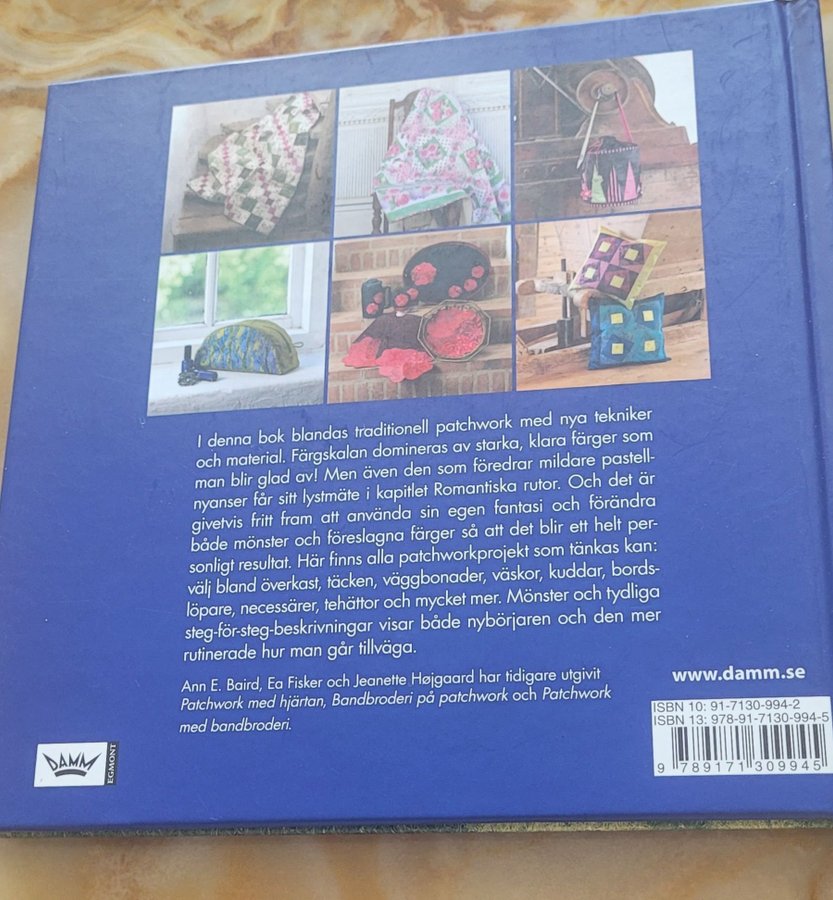 I denna bok blandas traditionell patchwork med nya tekniker
och material. Färgskalan domineras av starka, klara färger som
man blir glad av! Men även den som föredrar mildare pastell-
nyanser får sitt lystmäte i kapitlet Romantiska rutor. Och det är
givetvis fritt fram att använda sin egen fantasi och förändra
både mönster och föreslagna färger så att det blir ett helt per-
sonligt resultat. Här finns alla patchworkprojekt som tänkas kan:
välj bland överkast, täcken, väggbonader, väskor, kuddar, bords-
löpare, necessärer, tehättor och mycket mer. Mönster och tydliga
steg-för-steg-beskrivningar visar både nybörjaren och den mer
rutinerade hur man går tillväga.
Ann E. Baird, Ea Fisker och Jeanette Højgaard har tidigare utgivit
Patchwork med hjärtan, Bandbroderi på patchwork och Patchwork
med bandbroderi.
www.damm.se
ISBN 10: 91-7130-994-2
ISBN 13: 978-91-7130-994-5
9 789171 309945
DAMM
EGMONT